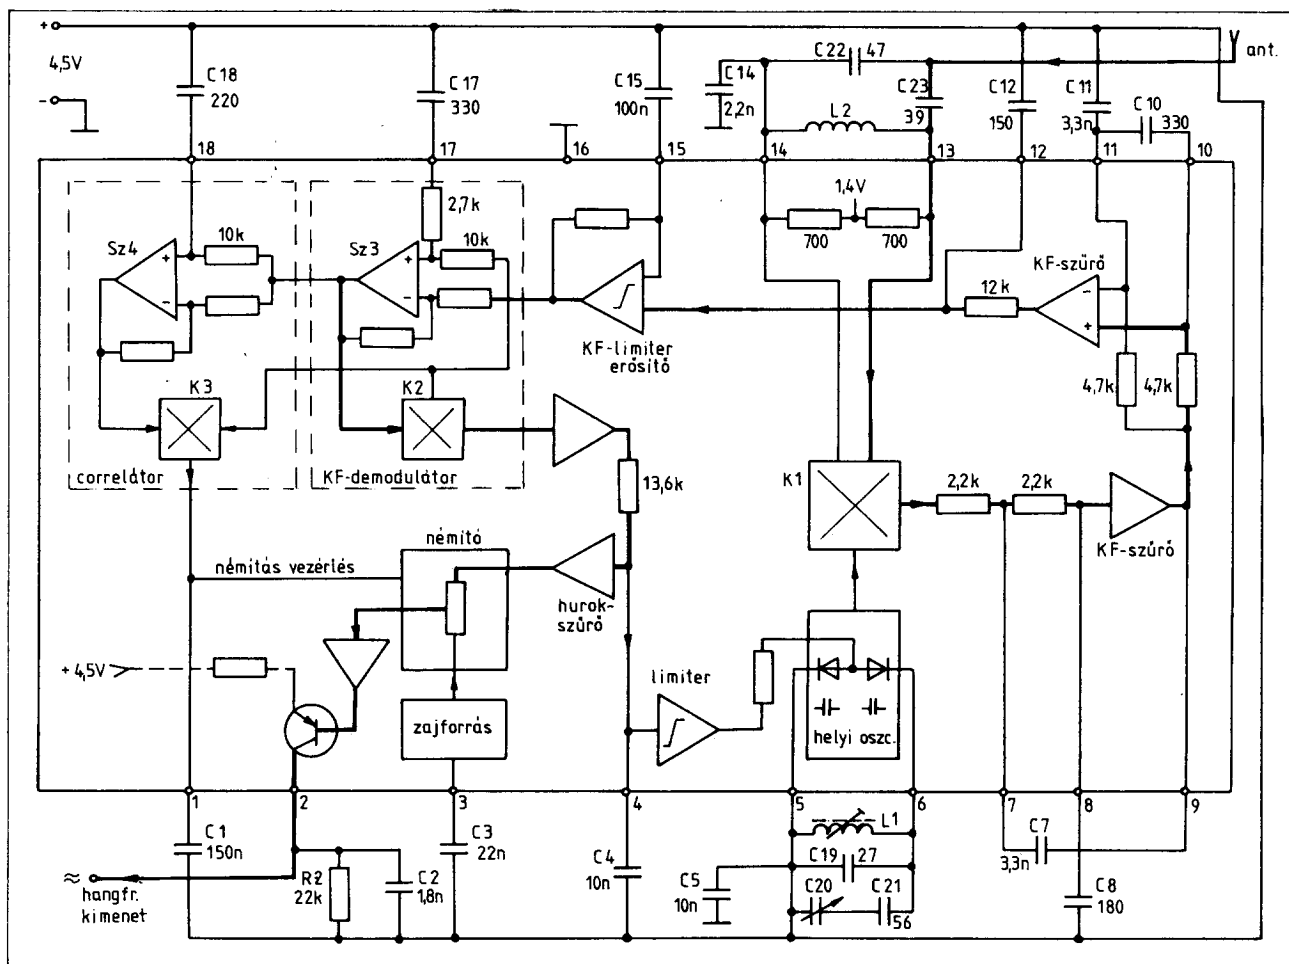 +
4,5V
-
C18
220
C17
330
C15
100n
C14
2,2n
C22 47
L2
C23
39
C12
150
C11
3,3n
C10
330
ant.
18
17
16
15
14
13
12
11
10
Sz4
+
-
10k
2,7k
Sz3
+
-
10k
1,4V
700
700
12k
KF-szűrő
-
+
4,7k
4,7k
KF-limiter
erősítő
K3
K2
correlátor
KF-demodulátor
13,6k
K1
2,2k
2,2k
KF-szűrő
némítás vezérlés
némító
hurok-
szűrő
+4,5V
zajforrás
limiter
helyi oszc.
1
2
3
4
5
6
7
8
9
C1
150n
R2
22k
C2
1,8n
C3
22n
C4
10n
C5
10n
L1
C19
27
C20
C21
56
C7
3,3n
C8
180
≈
hangfr.
kimenet